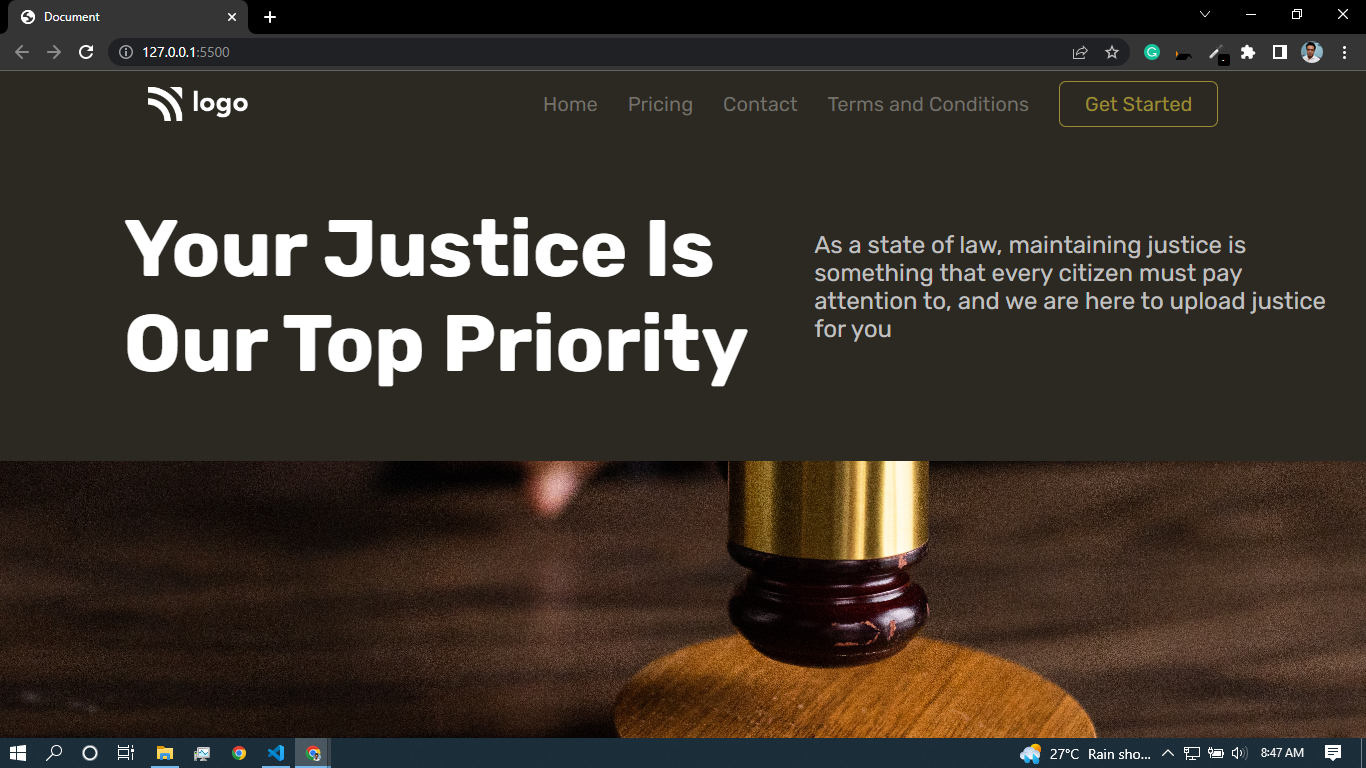 Document
127.0.0.1:5500
logo
Home Pricing Contact Terms and Conditions Get Started
Your Justice Is
Our Top Priority
As a state of law, maintaining justice is
something that every citizen must pay
attention to, and we are here to upload justice
for you
27°C Rain sho... 8:47 AM